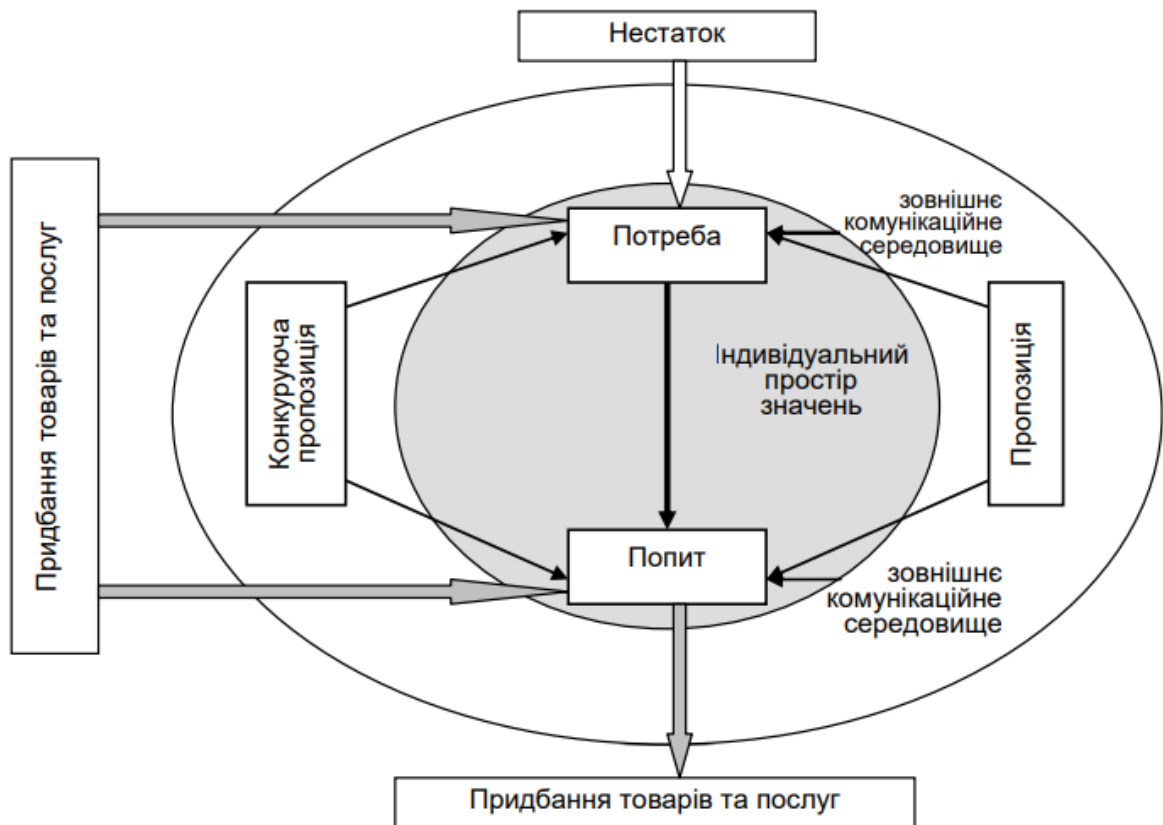 Нестаток
Придбання товарів та послуг
зовнішнє
комунікаційне
середовище
Потреба
Конкуруюча
пропозиція
Індивідуальний
простір
значень
Пропозиція
Попит
зовнішнє
комунікаційне
середовище
Придбання товарів та послуг